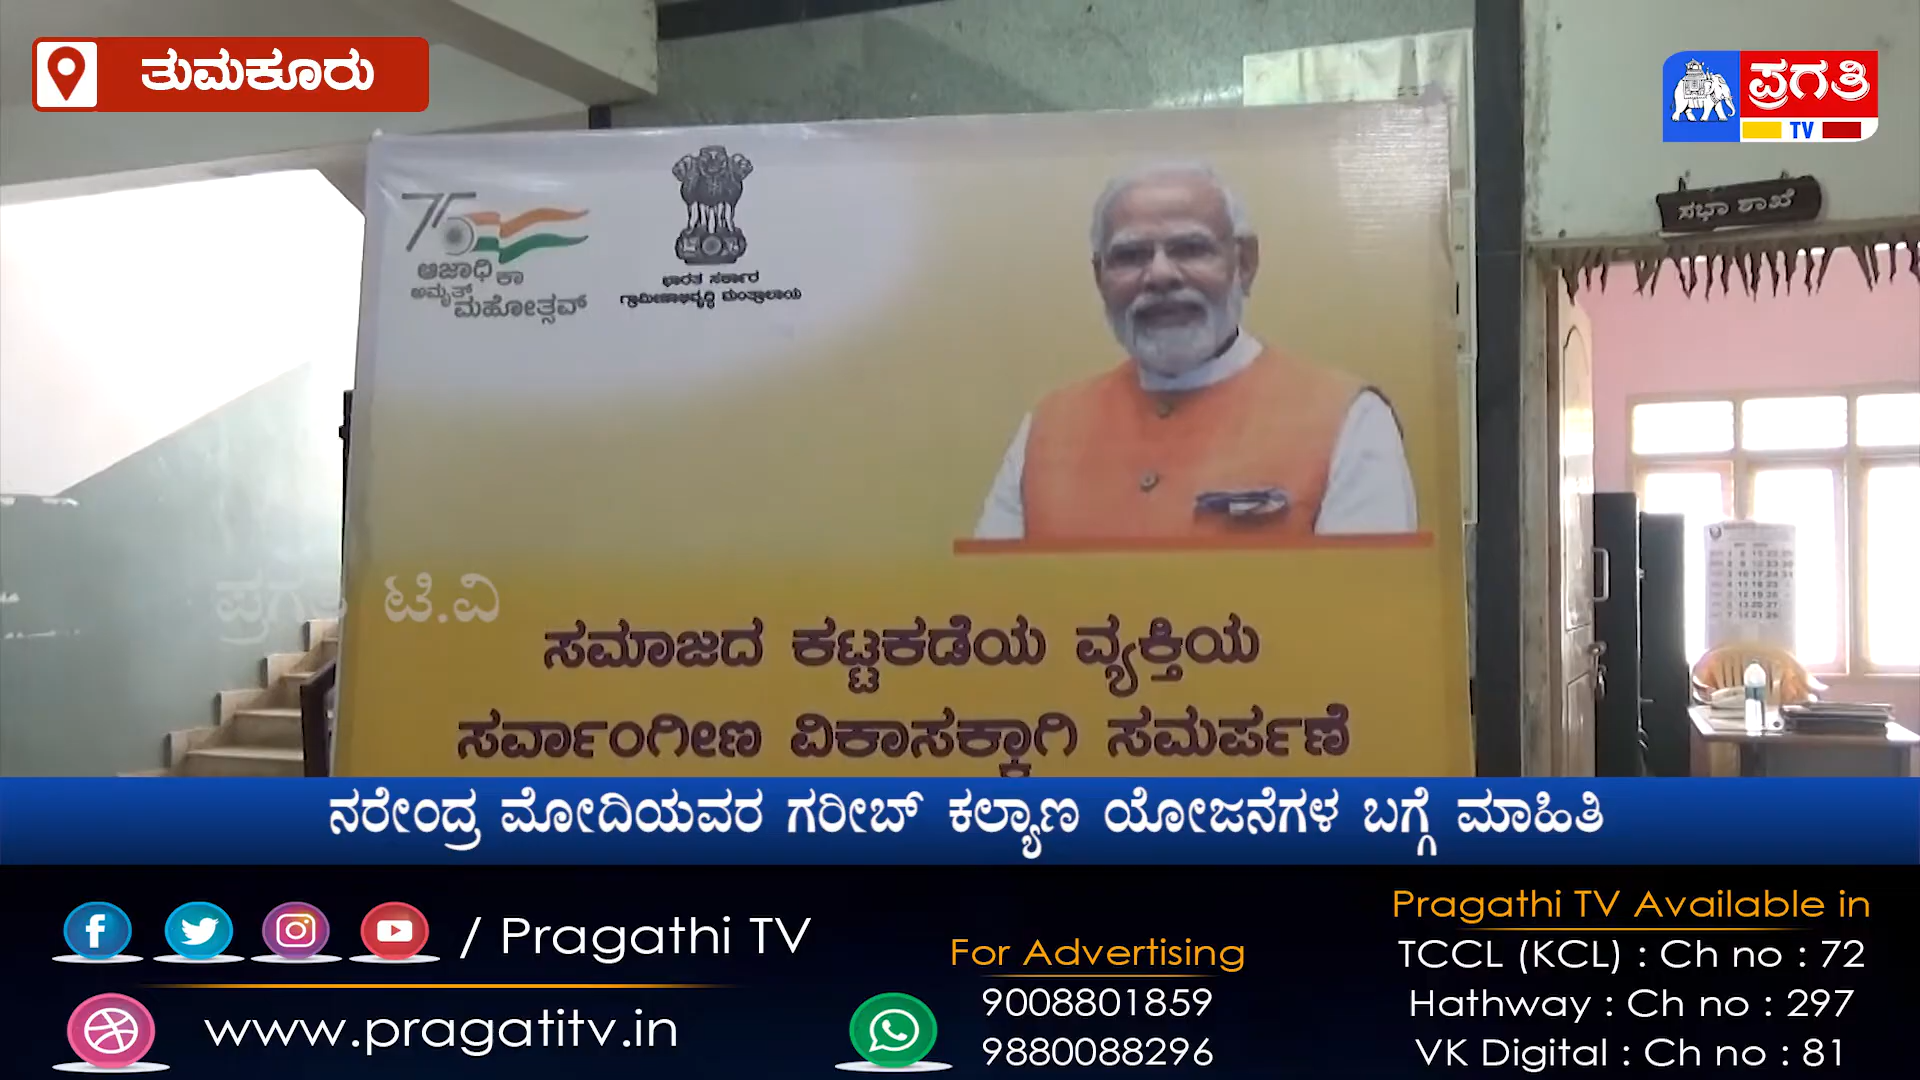 ತುಮಕೂರು
ಪ್ರಗತಿ
TV
ಸಭಾ ಶಾಖೆ
75
ಆಜಾಧಿ ಕಾ
ಅಮೃತ್
ಮಹೋತ್ಸವ್
ಭಾರತ ಸರ್ಕಾರ
ಗ್ರಾಮೀಣಾಭಿವೃದ್ಧಿ ಮಂತ್ರಾಲಯ
ಪ್ರಗತಿ ಟಿ.ವಿ
ಸಮಾಜದ ಕಟ್ಟಕಡೆಯ ವ್ಯಕ್ತಿಯ
ಸರ್ವಾಂಗೀಣ ವಿಕಾಸಕ್ಕಾಗಿ ಸಮರ್ಪಣೆ
ನರೇಂದ್ರ ಮೋದಿಯವರ ಗರೀಬ್ ಕಲ್ಯಾಣ ಯೋಜನೆಗಳ ಬಗ್ಗೆ ಮಾಹಿತಿ
/ Pragathi TV
www.pragatitv.in
For Advertising
9008801859
9880088296
Pragathi TV Available in
TCCL (KCL) : Ch no : 72
Hathway : Ch no : 297
VK Digital : Ch no : 81